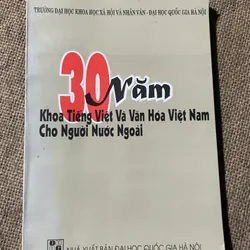 TRƯỜNG ĐẠI HỌC KHOA HỌC XÃ HỘI VÀ NHÂN VĂN - ĐẠI HỌC QUỐC GIA HÀ NỘI
30 Năm
Khoa Tiếng Việt Và Văn Hóa Việt Nam
Cho Người Nước Ngoài
NHÀ XUẤT BẢN ĐẠI HỌC QUỐC GIA HÀ NỘI